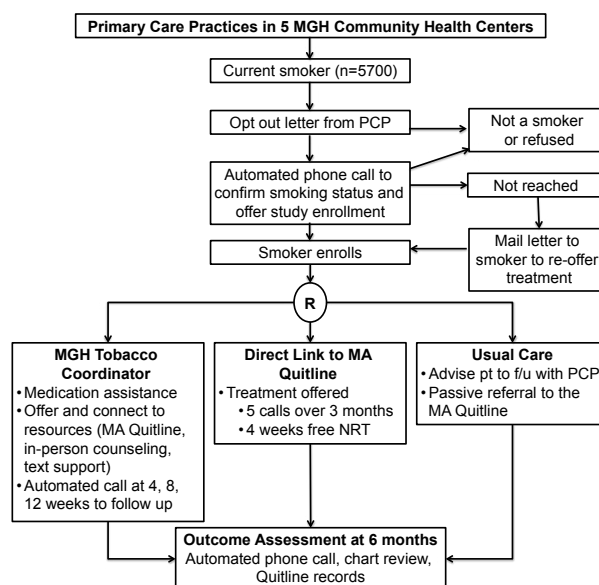 Primary Care Practices in 5 MGH Community Health Centers
Current smoker (n=5700)
Opt out letter from PCP
Not a smoker
or refused
Automated phone call to
confirm smoking status and
offer study enrollment
Not reached
Smoker enrolls
Mail letter to
smoker to re-offer
treatment
R
MGH Tobacco
Coordinator
• Medication assistance
• Offer and connect to
resources (MA Quitline,
in-person counseling,
text support)
• Automated call at 4, 8,
12 weeks to follow up
Direct Link to MA
Quitline
• Treatment offered
• 5 calls over 3 months
• 4 weeks free NRT
Usual Care
• Advise pt to f/u with PCP
• Passive referral to the
MA Quitline
Outcome Assessment at 6 months
Automated phone call, chart review,
Quitline records